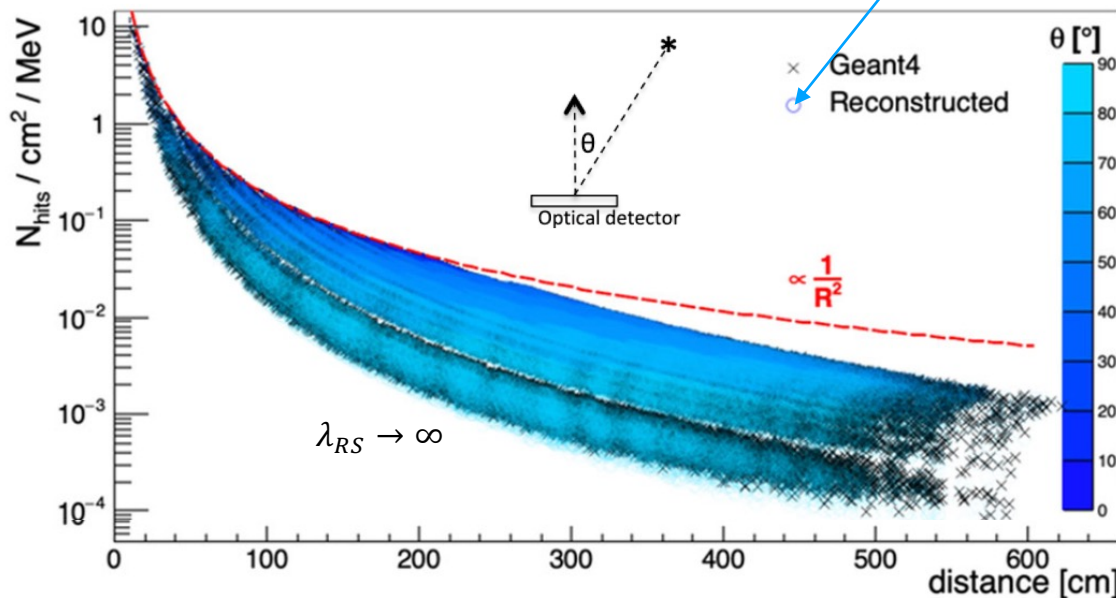 10
1
10⁻¹
10⁻²
10⁻³
10⁻⁴
N_hits / cm² / MeV
*
θ
Optical detector
× Geant4
Reconstructed
∝ 1/R²
λ_RS → ∞
θ [°]
90
80
70
60
50
40
30
20
10
0
0 100 200 300 400 500 600
distance [cm]